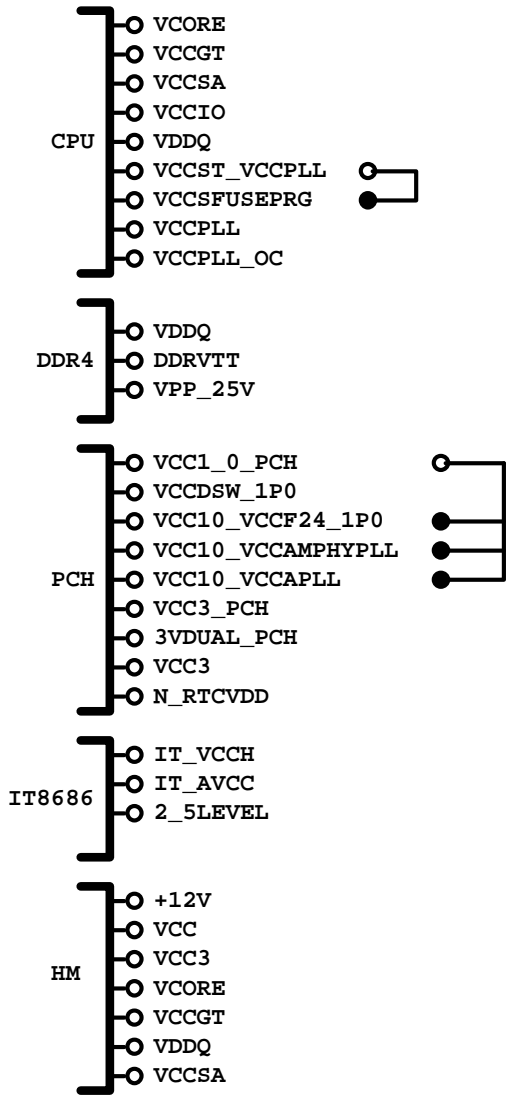 VCORE
VCCGT
VCCSA
VCCIO
CPU VDDQ
VCCST_VCCPLL
VCCSFUSEPRG
VCCPLL
VCCPLL_OC
VDDQ
DDR4 DDRVTT
VPP_25V
VCC1_0_PCH
VCCDSW_1P0
VCC10_VCCF24_1P0
VCC10_VCCAMPHYPLL
PCH VCC10_VCCAPLL
VCC3_PCH
3VDUAL_PCH
VCC3
N_RTCVDD
IT_VCCH
IT_AVCC
IT8686 2_5LEVEL
+12V
VCC
VCC3
HM
VCORE
VCCGT
VDDQ
VCCSA